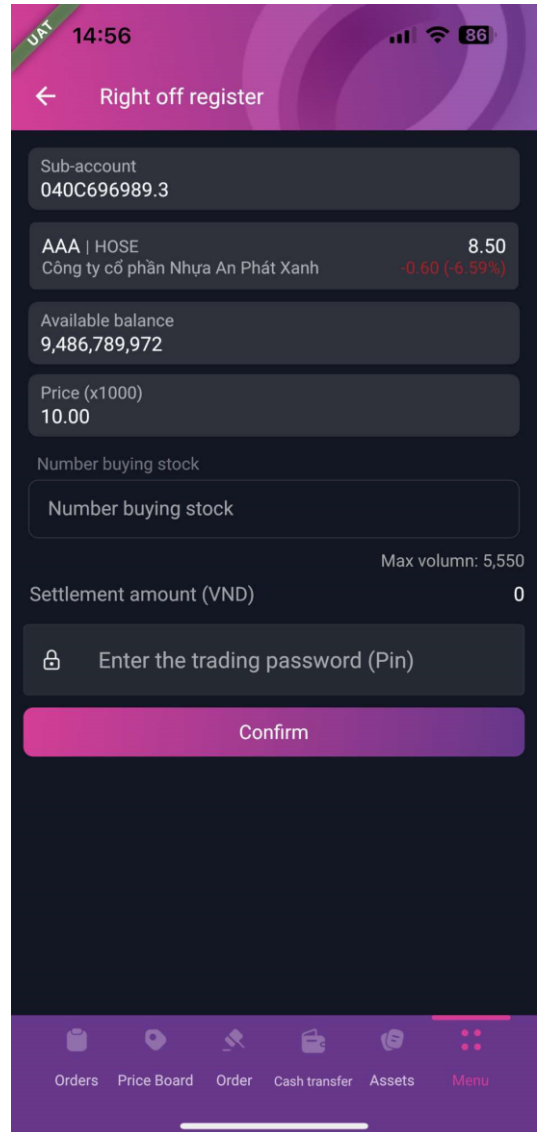 UAT
14:56
86
Right off register
Sub-account
040C696989.3
AAA | HOSE 8.50
Công ty cổ phần Nhựa An Phát Xanh -0.60 (-6.59%)
Available balance
9,486,789,972
Price (x1000)
10.00
Number buying stock
Number buying stock
Max volumn: 5,550
Settlement amount (VND) 0
Enter the trading password (Pin)
Confirm
Orders Price Board Order Cash transfer Assets Menu